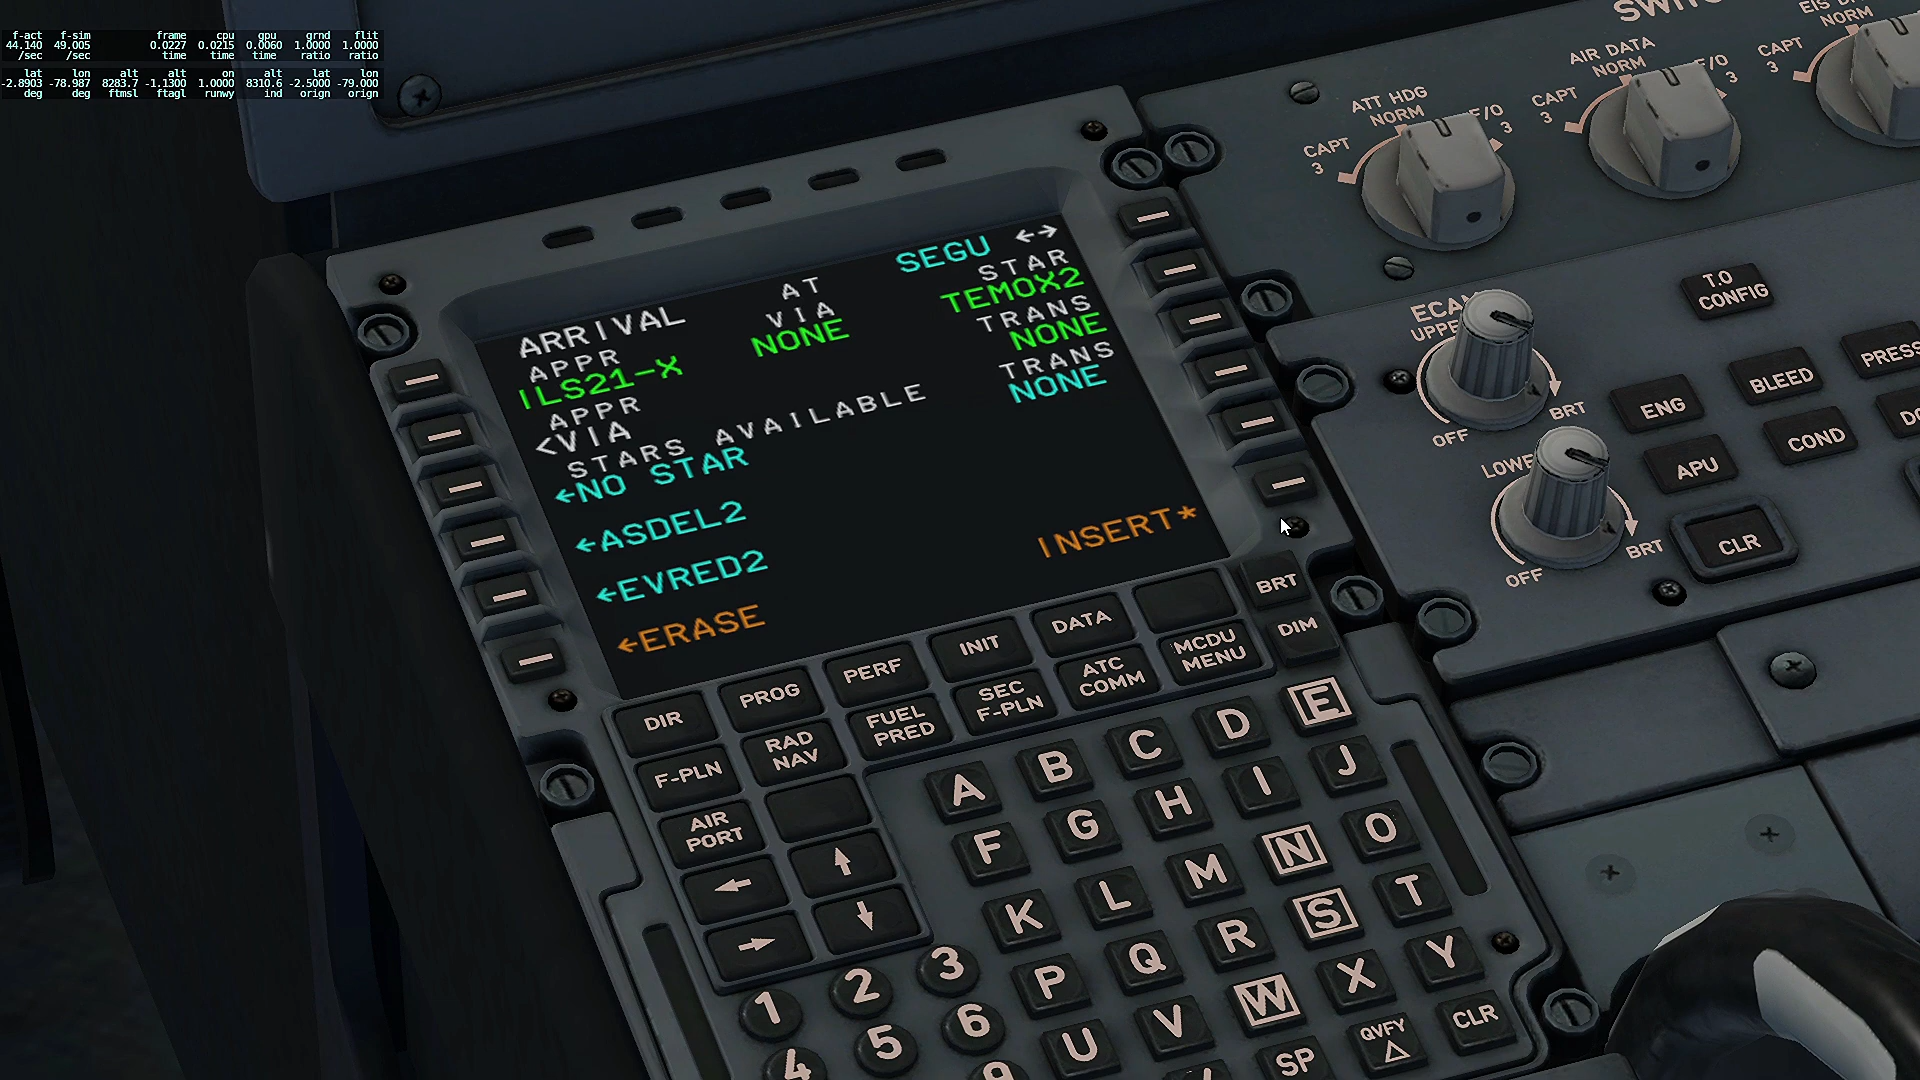 f-act f-sim frame cpu gpu grnd flit
44.140 49.005 0.0227 0.0215 0.0060 1.0000 1.0000
/sec /sec time time time ratio ratio
lat lon alt alt on alt lat lon
-2.8903 -78.987 8283.7 -1.1300 1.0000 8310.6 -2.5000 -79.000
deg deg ftmsl ftagl runwy ind orign orign
ATT HDG
NORM
CAPT
3
F/O
3
AIR DATA
NORM
CAPT
3
F/O
3
NORM
CAPT
3
ARRIVAL AT SEGU ←→
APPR VIA STAR
ILS21-X NONE TEMOX2
APPR TRANS
<VIA NONE
STARS AVAILABLE TRANS
←NO STAR NONE
←ASDEL2
←EVRED2
←ERASE INSERT*
BRT
DIM
DIR PROG PERF INIT DATA
F-PLN RAD NAV FUEL PRED SEC F-PLN ATC COMM MCDU MENU
AIR PORT
← ↑
→ ↓
A B C D E
F G H I J
K L M N O
P Q R S T
U V W X Y
SP QVFY △ CLR
1 2 3
4 5 6
T.O
CONFIG
OFF BRT
OFF BRT
ENG BLEED PRESS
APU COND
CLR